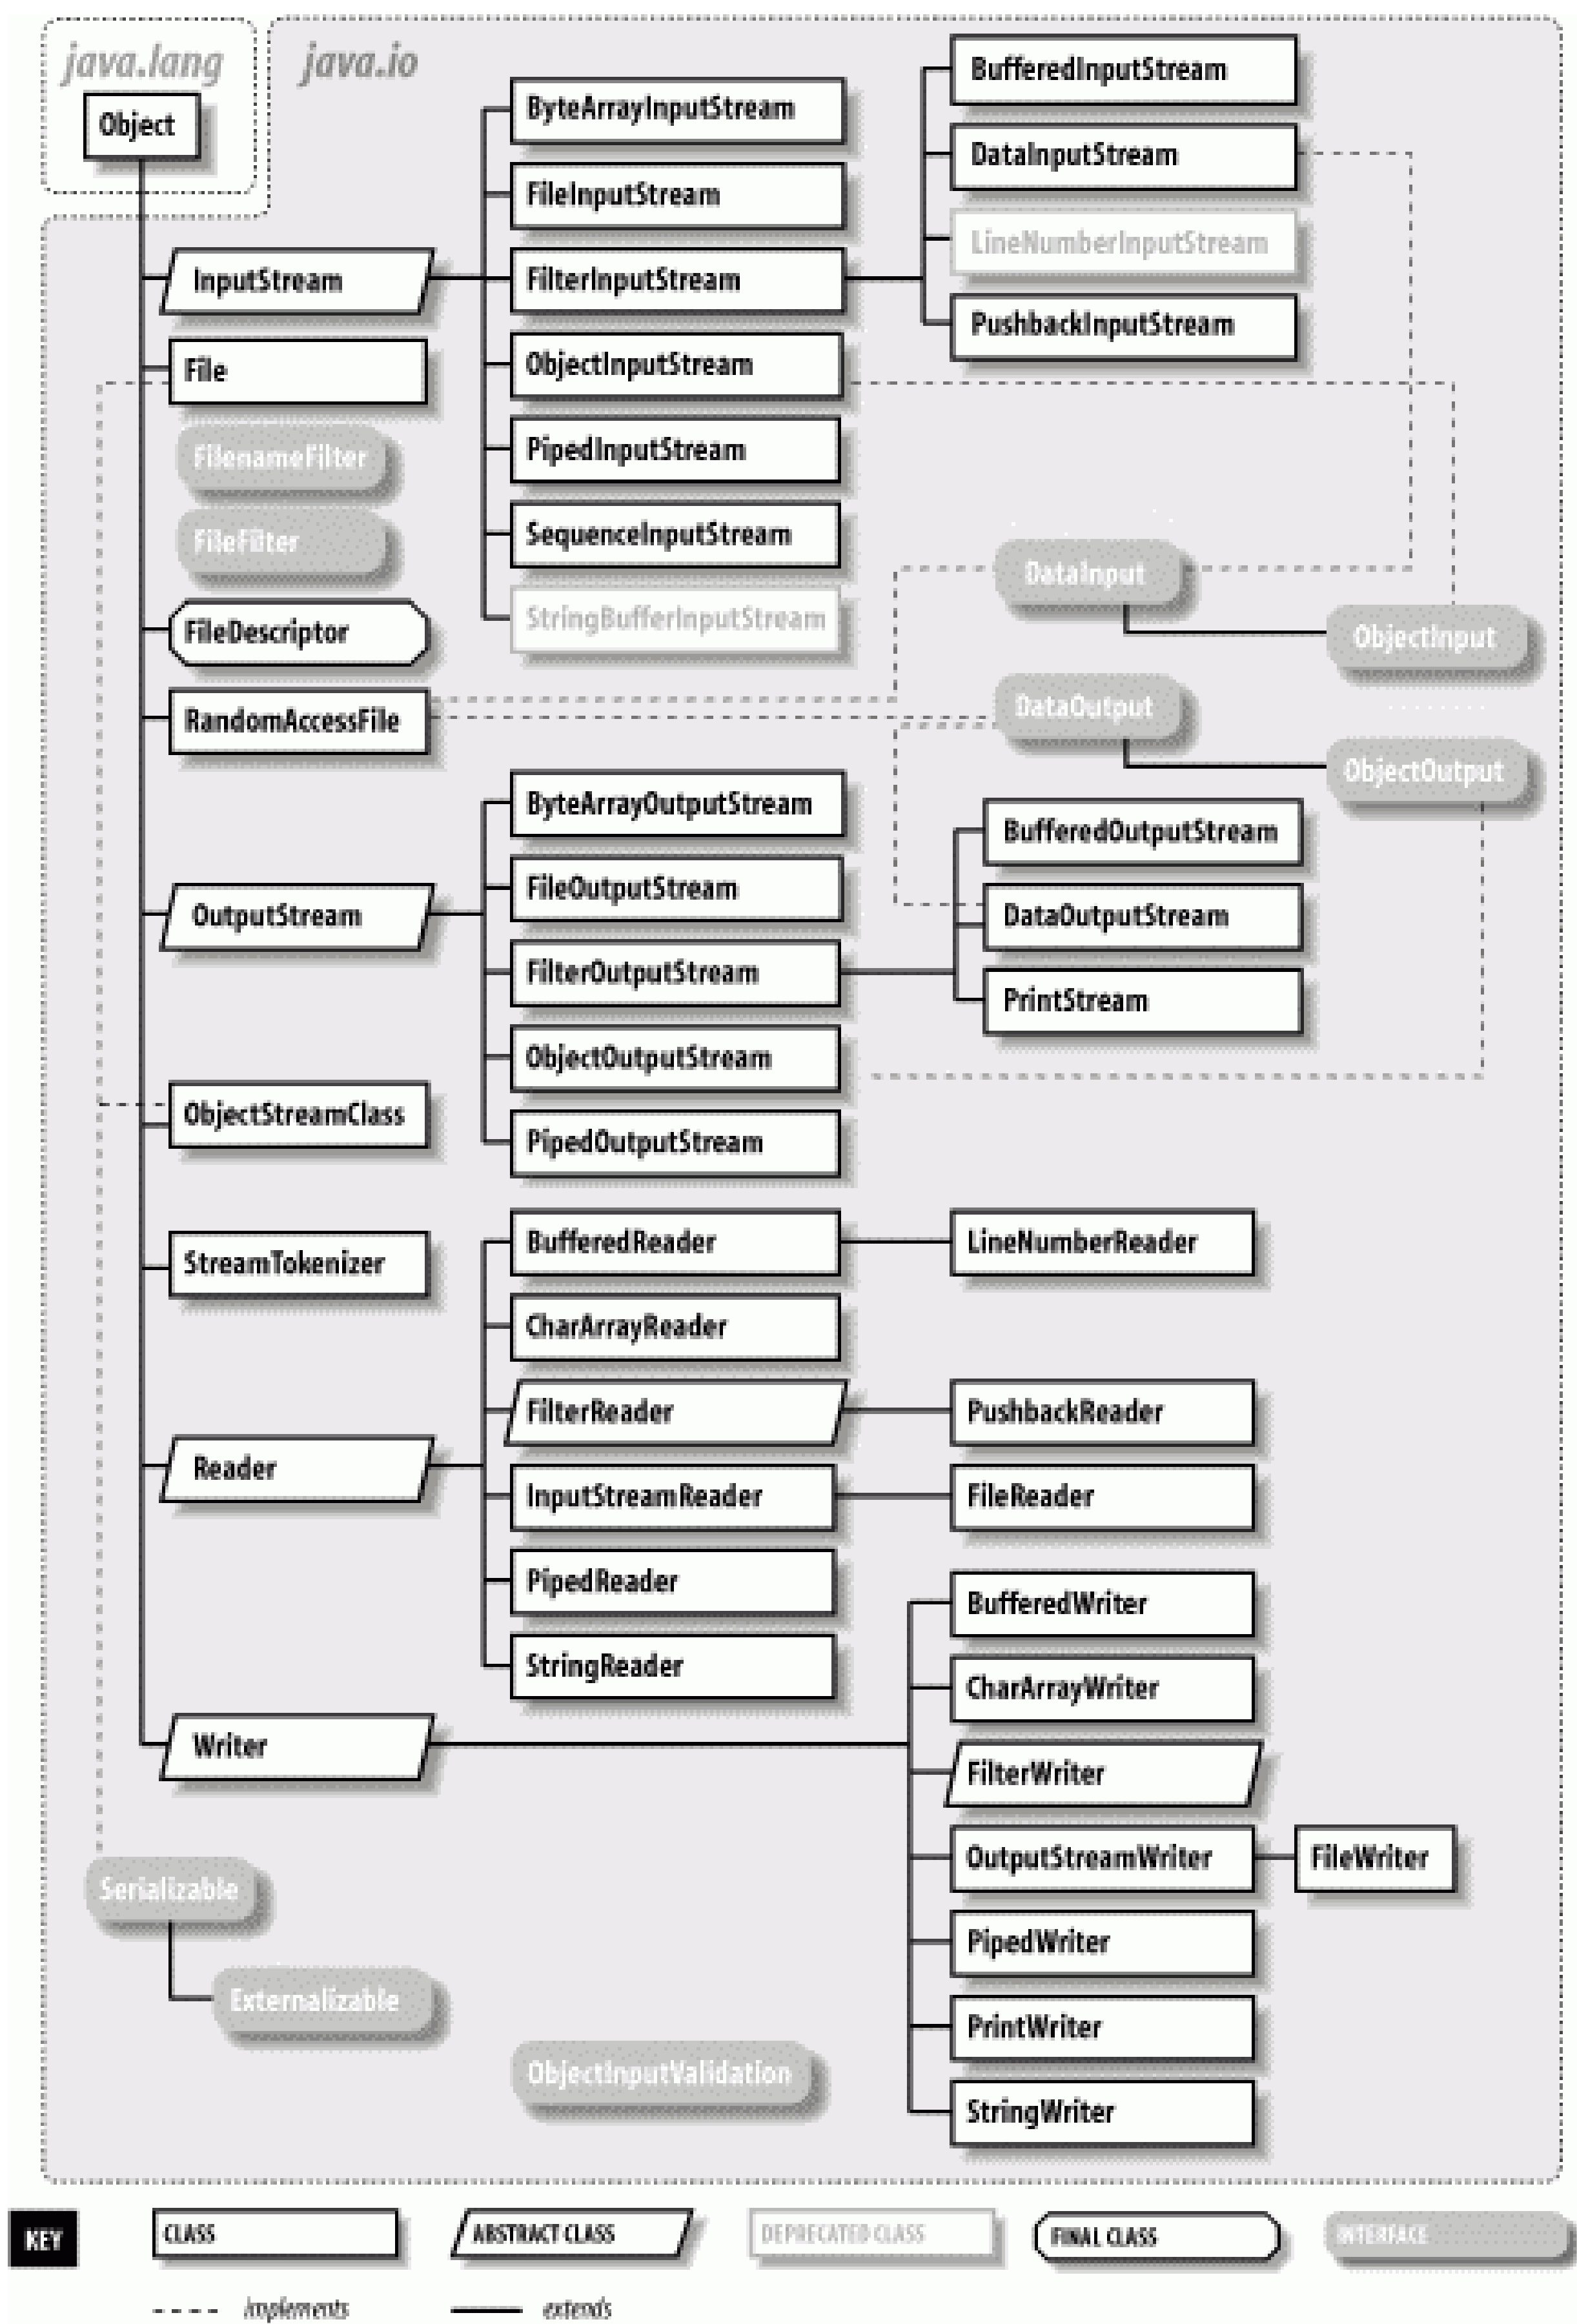 java.lang
java.io
Object
InputStream
File
FilenameFilter
FileFilter
FileDescriptor
RandomAccessFile
OutputStream
ObjectStreamClass
StreamTokenizer
Reader
Writer
Serializable
Externalizable
ByteArrayInputStream
FileInputStream
FilterInputStream
ObjectInputStream
PipedInputStream
SequenceInputStream
StringBufferInputStream
BufferedInputStream
DataInputStream
LineNumberInputStream
PushbackInputStream
DataInput
ObjectInput
DataOutput
ObjectOutput
ByteArrayOutputStream
FileOutputStream
FilterOutputStream
ObjectOutputStream
PipedOutputStream
BufferedOutputStream
DataOutputStream
PrintStream
BufferedReader
CharArrayReader
FilterReader
InputStreamReader
PipedReader
StringReader
LineNumberReader
PushbackReader
FileReader
BufferedWriter
CharArrayWriter
FilterWriter
OutputStreamWriter
FileWriter
PipedWriter
PrintWriter
StringWriter
ObjectInputValidation
KEY
CLASS
ABSTRACT CLASS
DEPRECATED CLASS
FINAL CLASS
INTERFACE
implements
extends